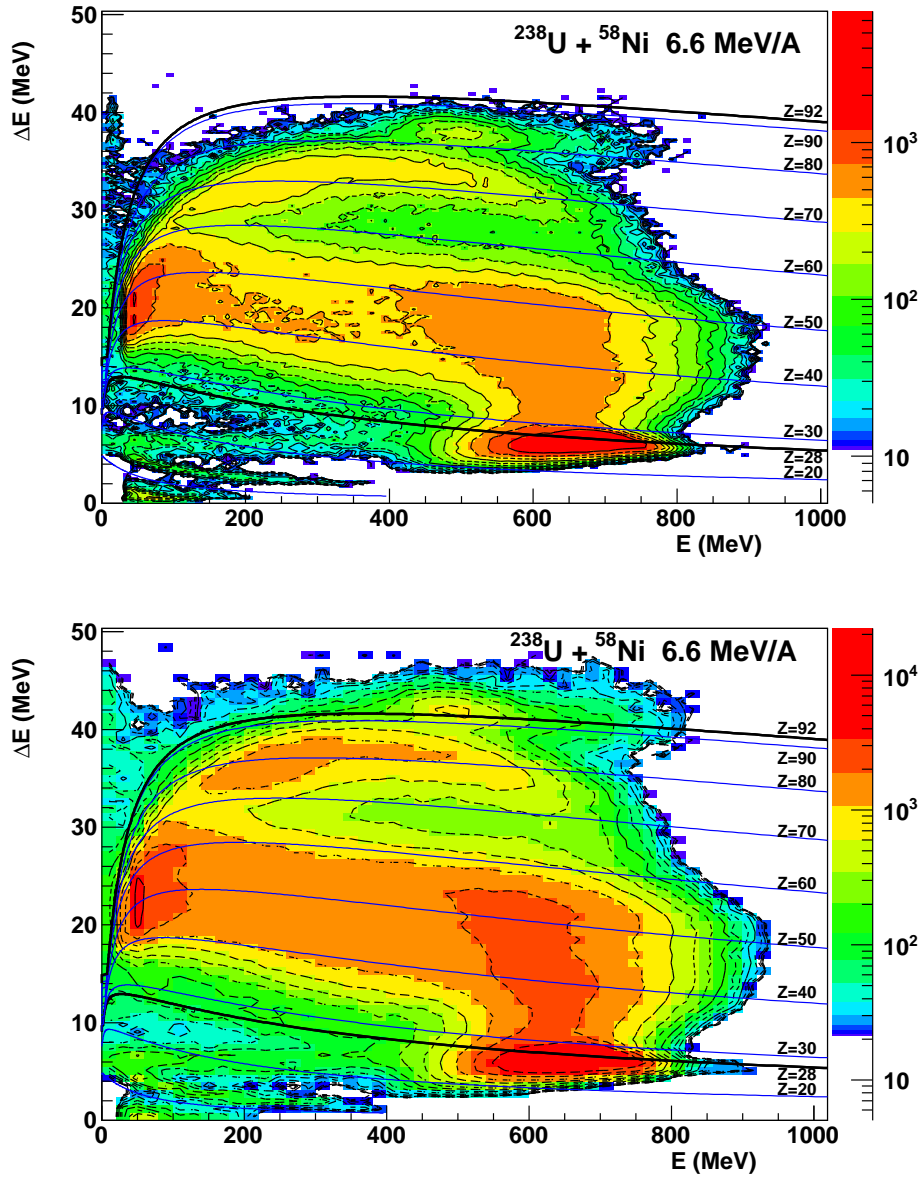 ²³⁸U + ⁵⁸Ni 6.6 MeV/A
ΔE (MeV)
50
40
30
20
10
0
Z=92
Z=90
Z=80
Z=70
Z=60
Z=50
Z=40
Z=30
Z=28
Z=20
10³
10²
10
0 200 400 600 800 1000
E (MeV)
²³⁸U + ⁵⁸Ni 6.6 MeV/A
ΔE (MeV)
50
40
30
20
10
0
Z=92
Z=90
Z=80
Z=70
Z=60
Z=50
Z=40
Z=30
Z=28
Z=20
10⁴
10³
10²
10
0 200 400 600 800 1000
E (MeV)